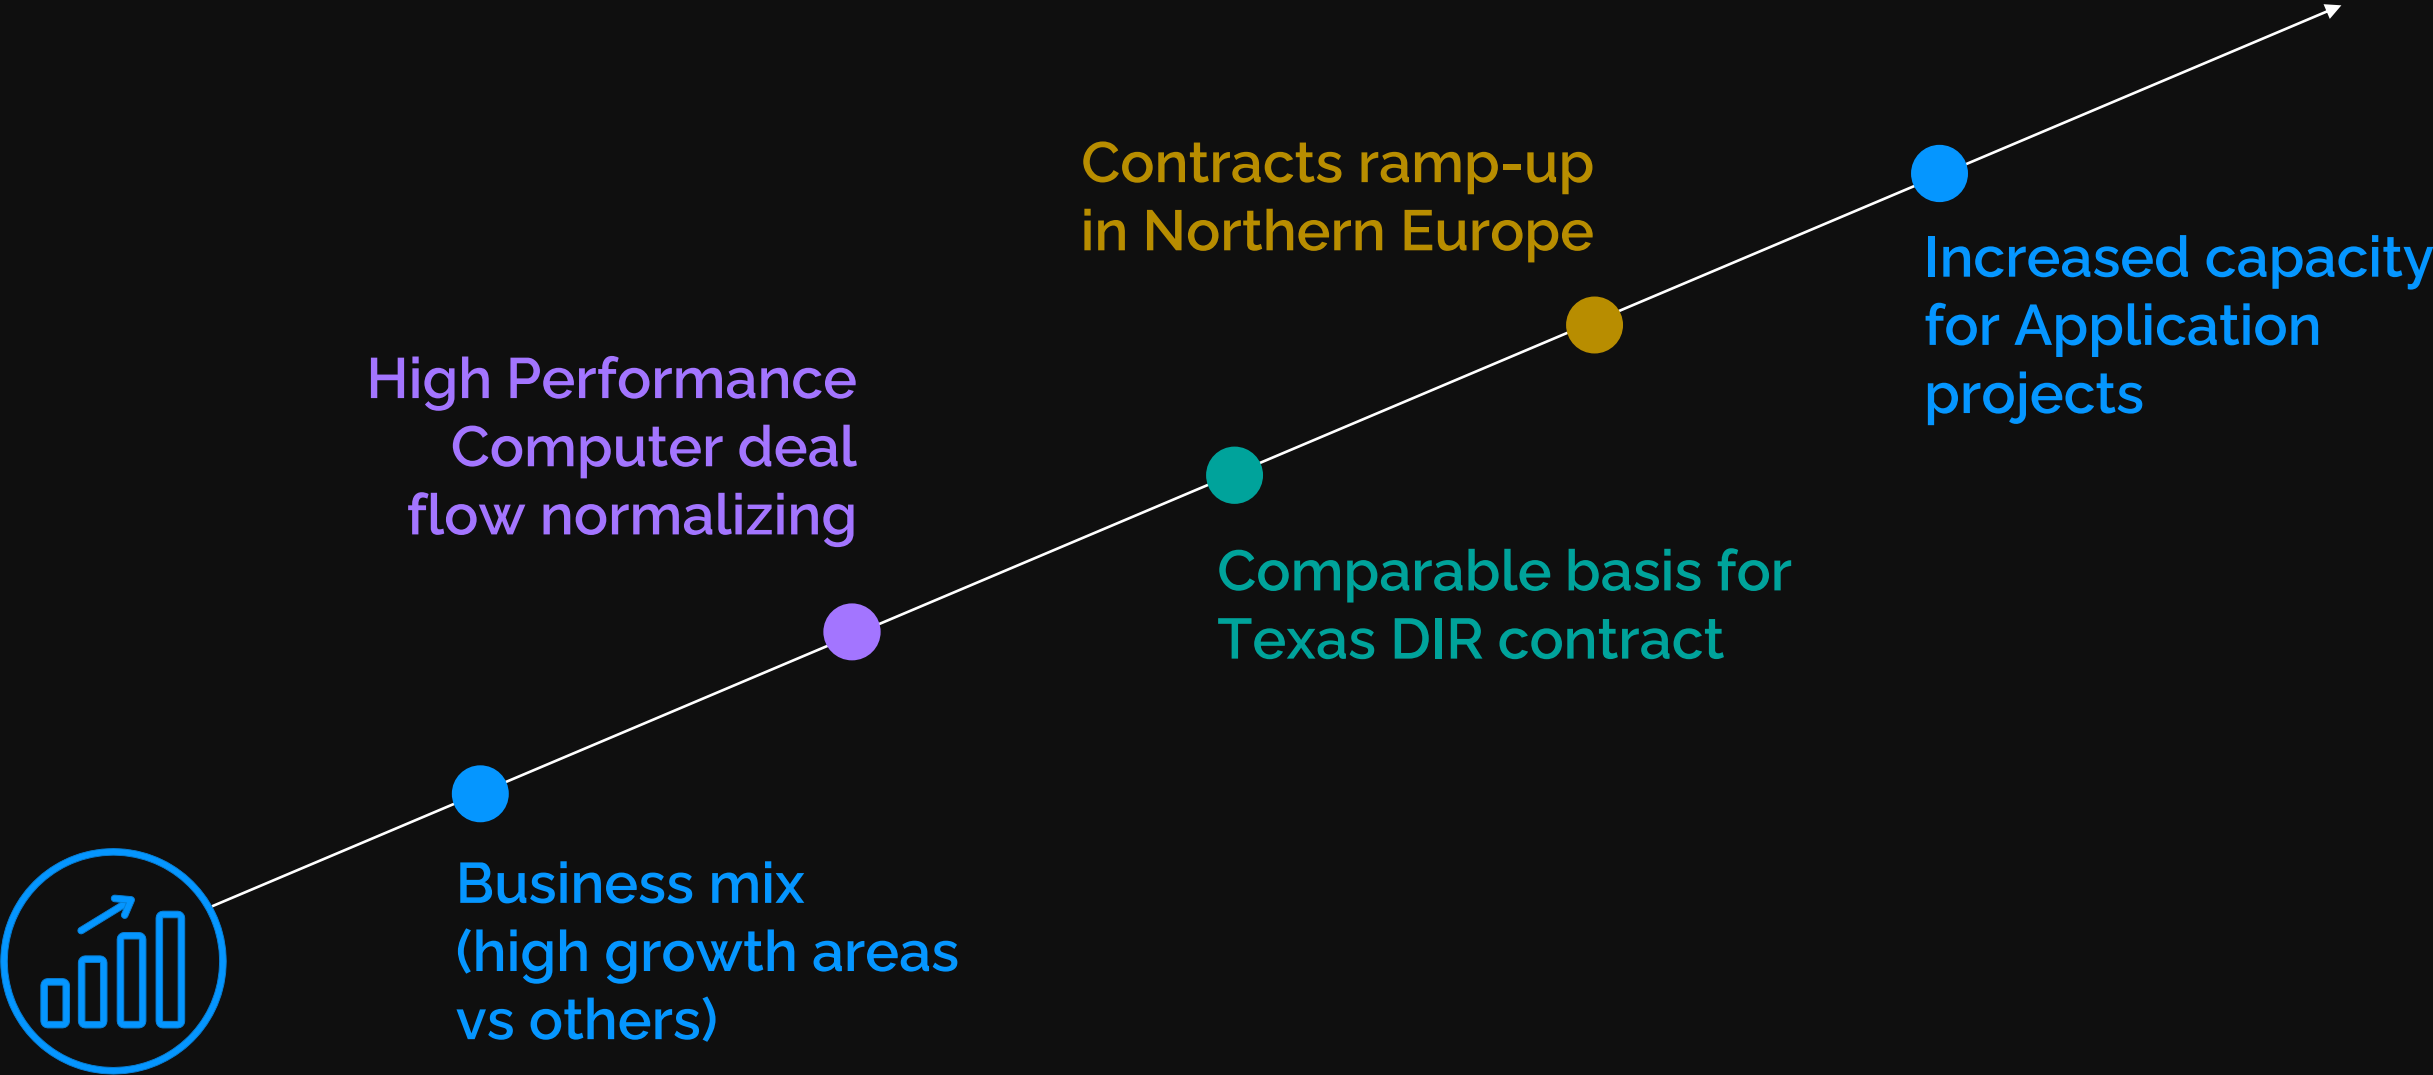 Contracts ramp-up
in Northern Europe
Increased capacity
for Application
projects
High Performance
Computer deal
flow normalizing
Comparable basis for
Texas DIR contract
Business mix
(high growth areas
vs others)